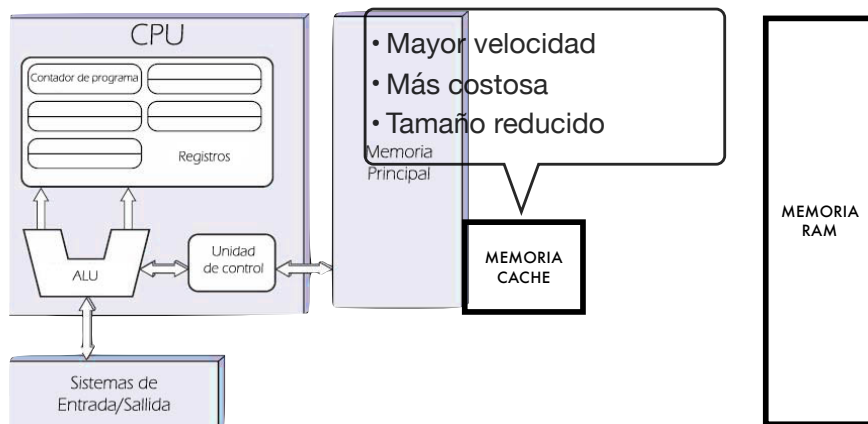 CPU
Contador de programa
Registros
ALU
Unidad
de control
Sistemas de
Entrada/Sallida
• Mayor velocidad
• Más costosa
• Tamaño reducido
Memoria
Principal
MEMORIA
CACHE
MEMORIA
RAM